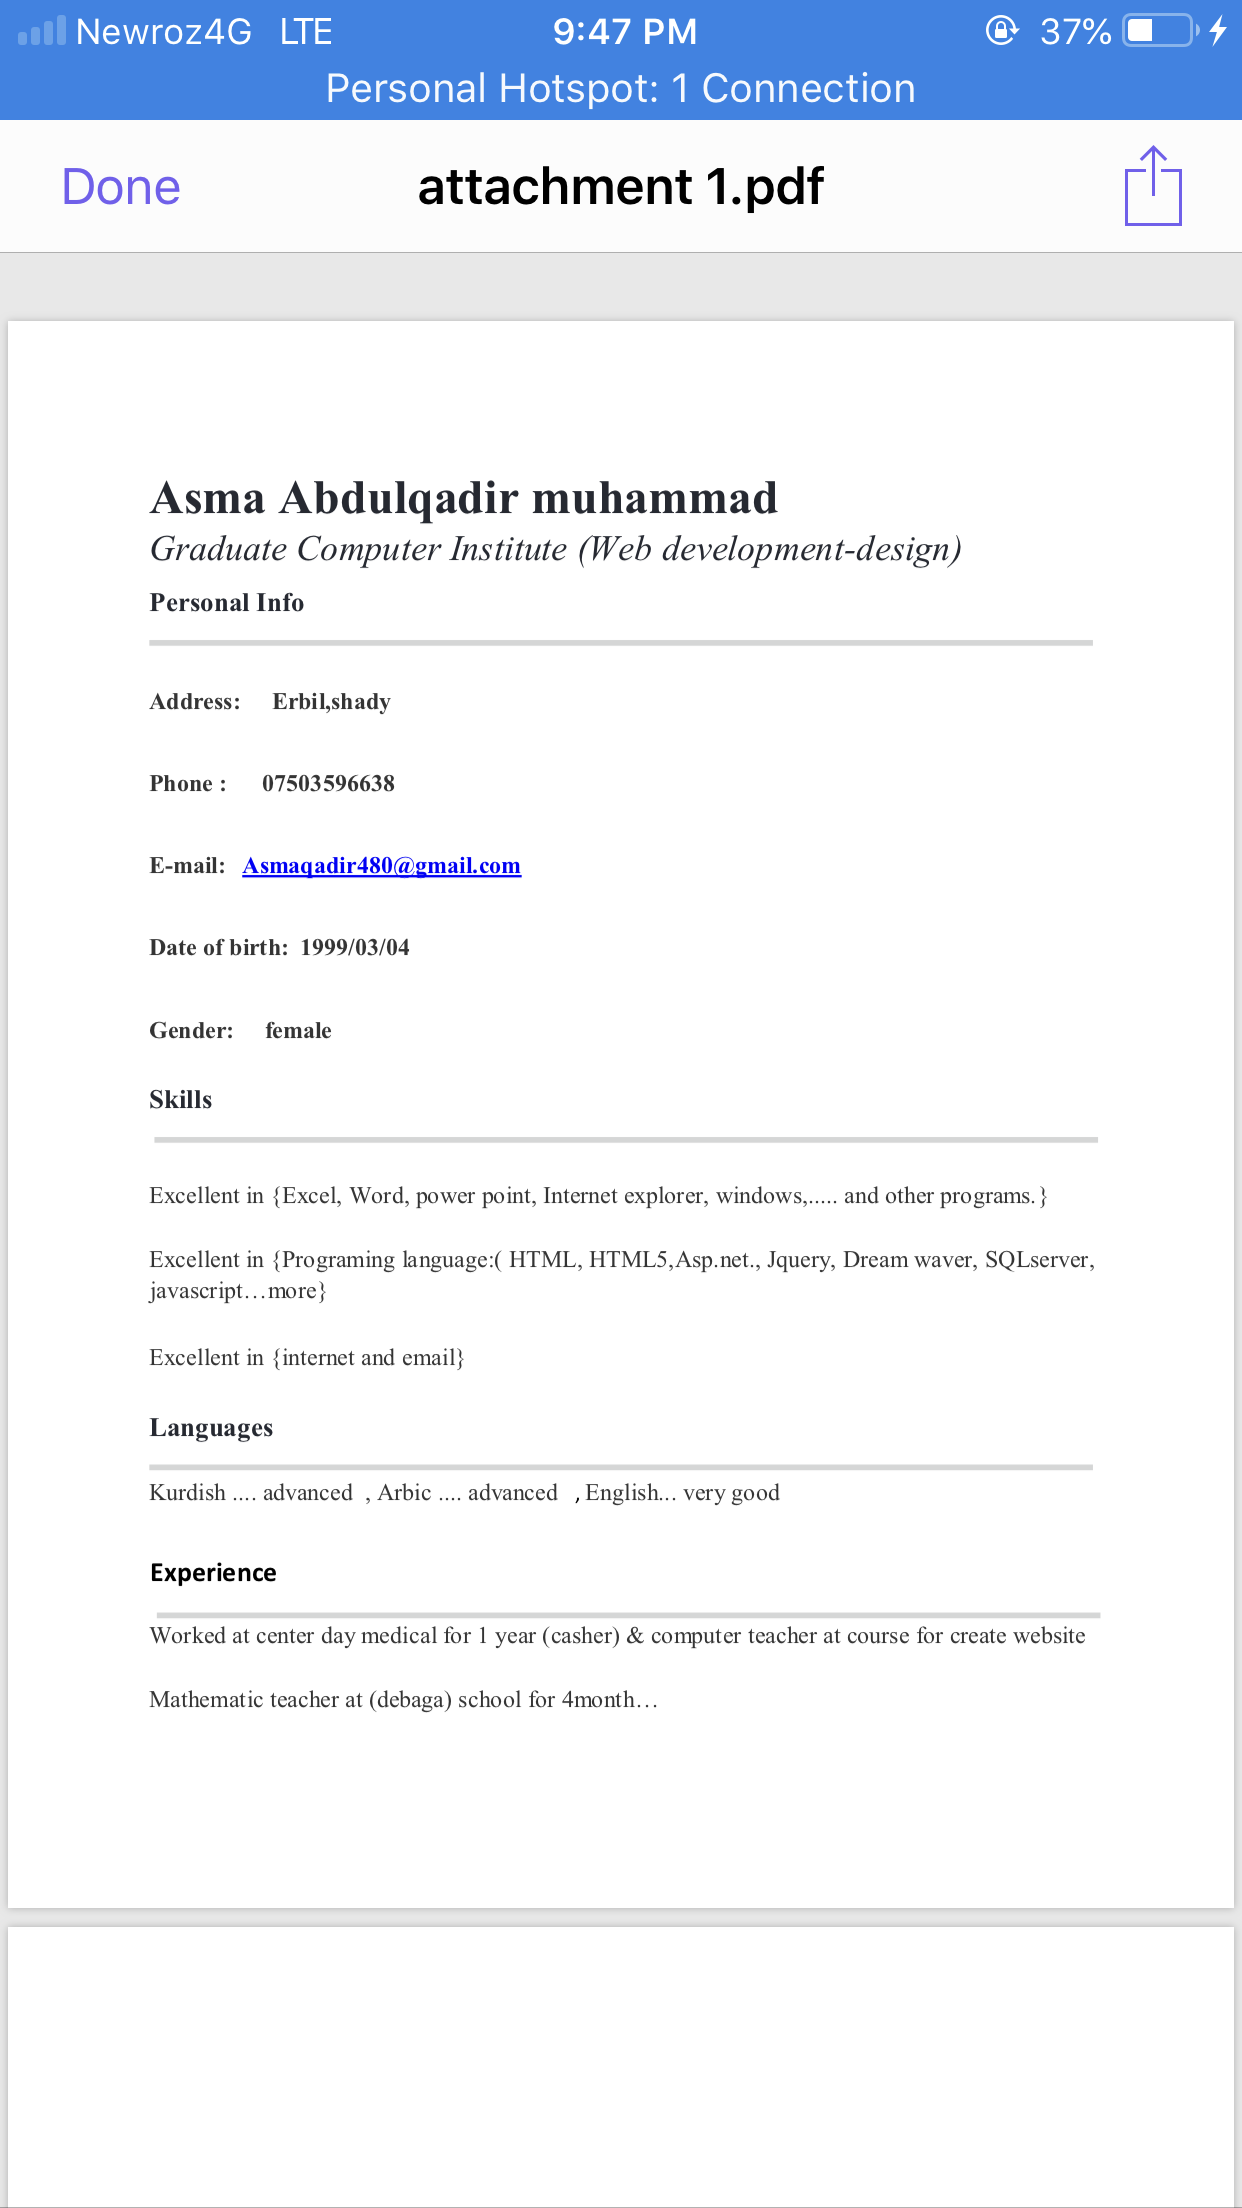 Newroz4G LTE 9:47 PM 37%
Personal Hotspot: 1 Connection
Done attachment 1.pdf
Asma Abdulqadir muhammad
Graduate Computer Institute (Web development-design)
Personal Info
Address: Erbil,shady
Phone : 07503596638
E-mail: Asmaqadir480@gmail.com
Date of birth: 1999/03/04
Gender: female
Skills
Excellent in {Excel, Word, power point, Internet explorer, windows,..... and other programs.}
Excellent in {Programing language:( HTML, HTML5,Asp.net., Jquery, Dream waver, SQLserver,
javascript…more}
Excellent in {internet and email}
Languages
Kurdish .... advanced , Arbic .... advanced , English... very good
Experience
Worked at center day medical for 1 year (casher) & computer teacher at course for create website
Mathematic teacher at (debaga) school for 4month…